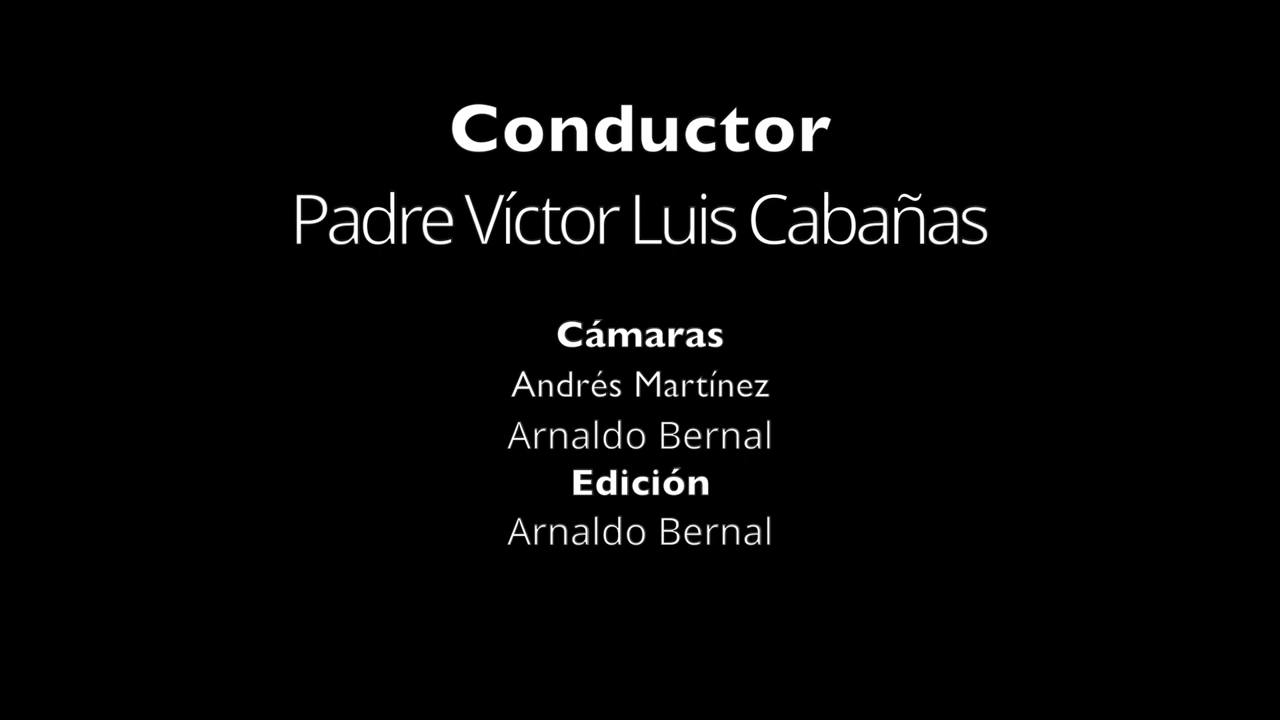 Conductor
Padre Víctor Luis Cabañas
Cámaras
Andrés Martínez
Arnaldo Bernal
Edición
Arnaldo Bernal